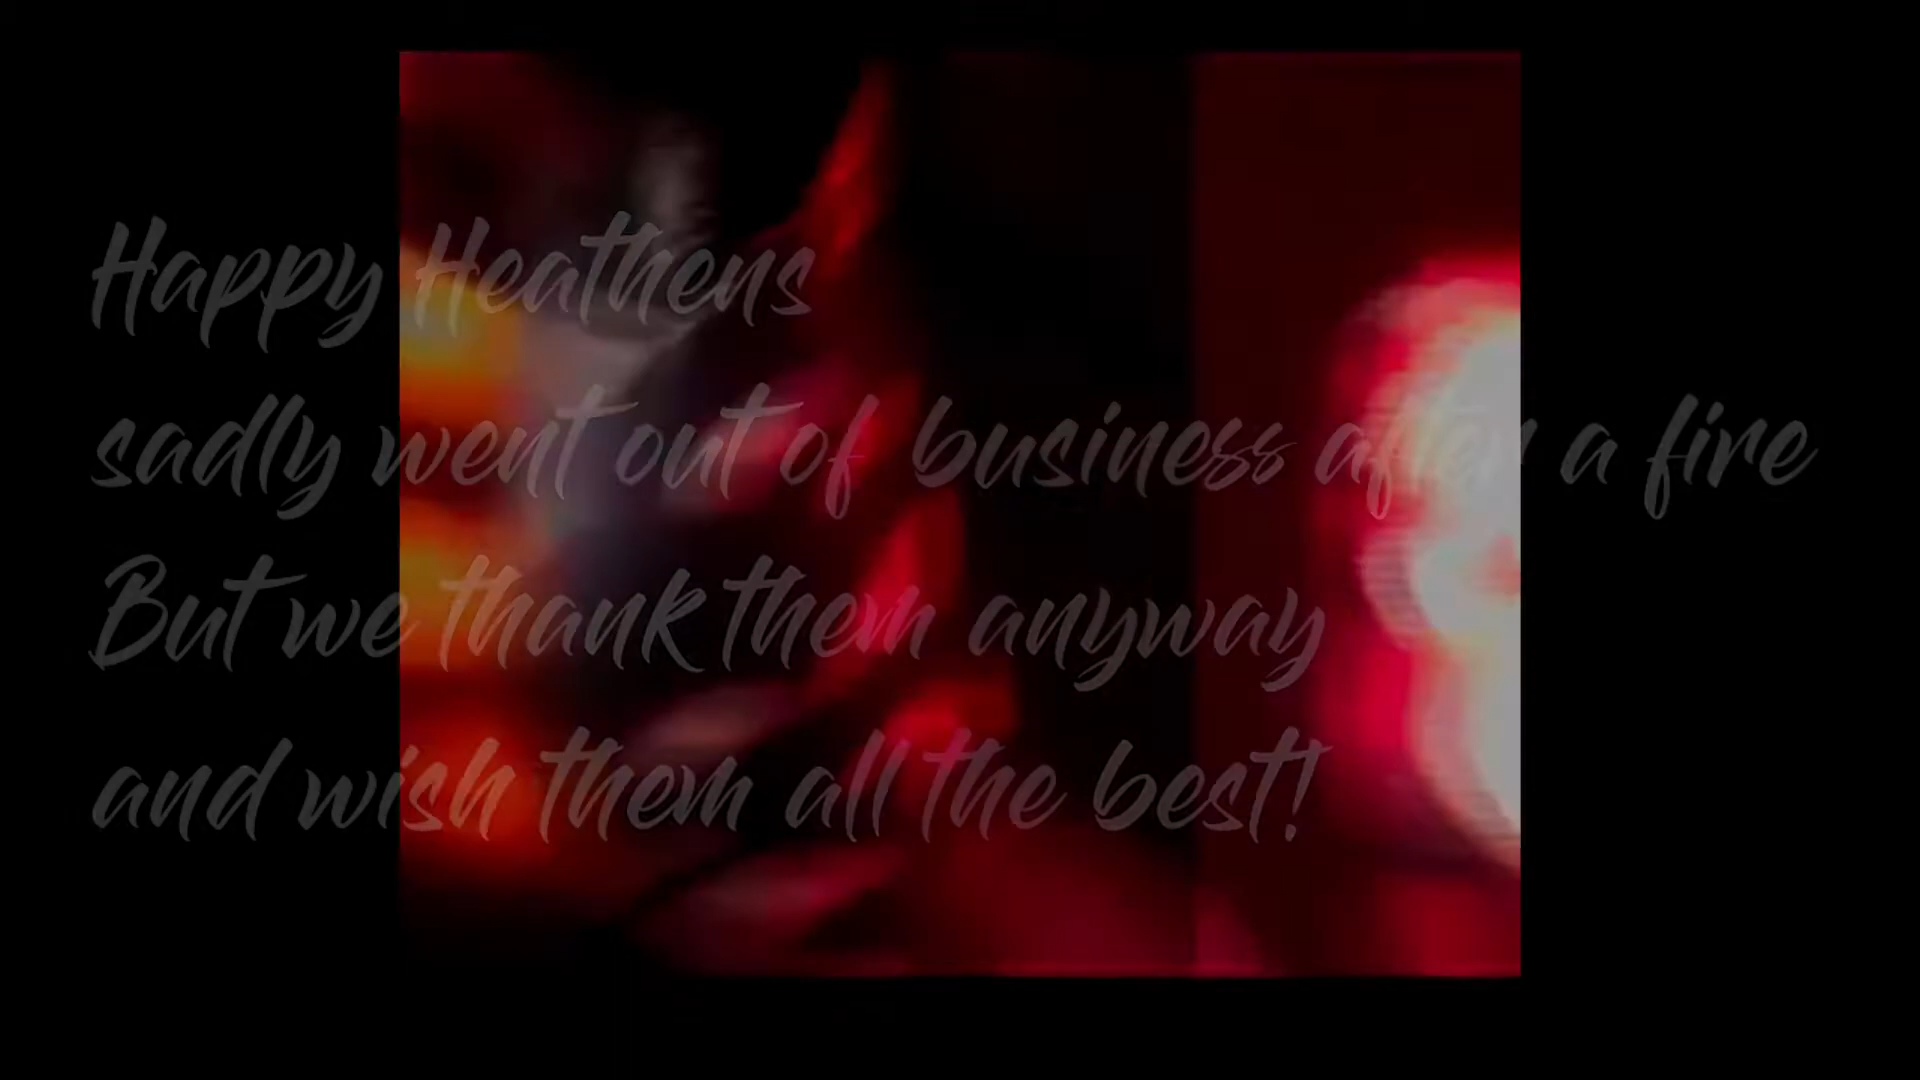 Happy Heathens
sadly went out of business after a fire
But we thank them anyway
and wish them all the best!